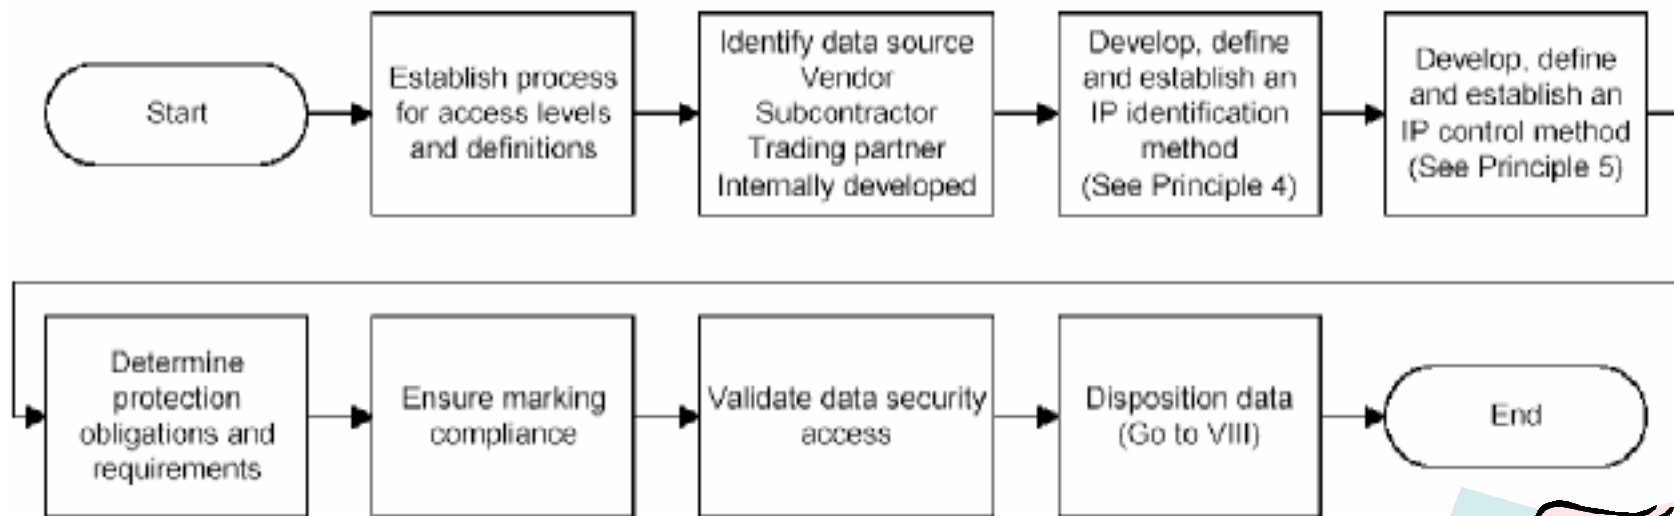 Start
Establish process
for access levels
and definitions
Identify data source
Vendor
Subcontractor
Trading partner
Internally developed
Develop, define
and establish an
IP identification
method
(See Principle 4)
Develop, define
and establish an
IP control method
(See Principle 5)
Determine
protection
obligations and
requirements
Ensure marking
compliance
Validate data security
access
Disposition data
(Go to VIII)
End